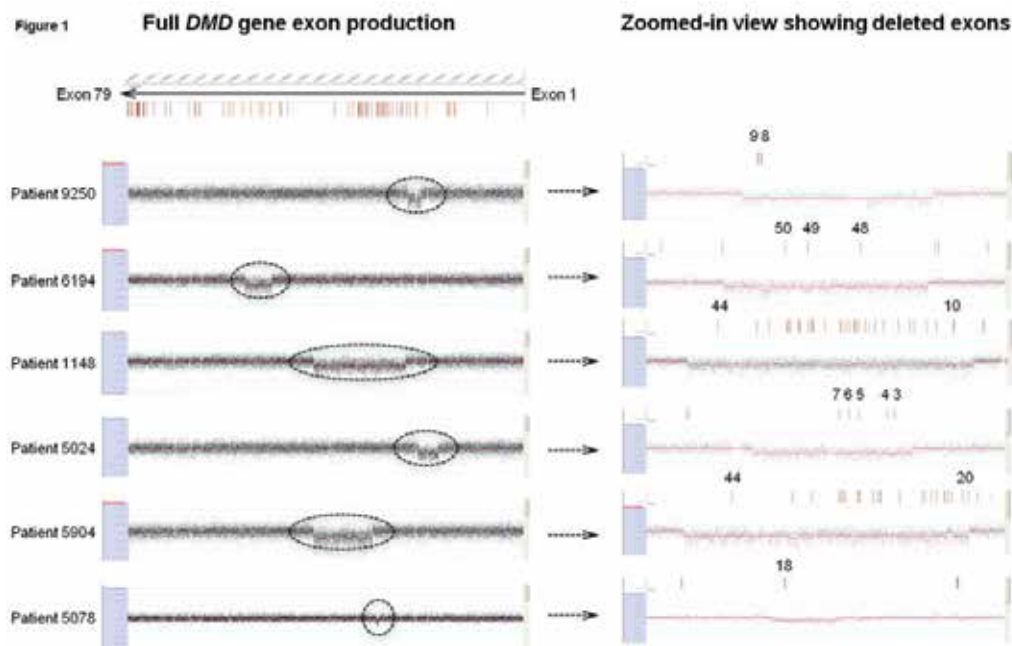 Figure 1
Full DMD gene exon production
Zoomed-in view showing deleted exons
Exon 79
Exon 1
9 8
Patient 9250
50 49 48
Patient 6194
44 10
Patient 1148
7 6 5 4 3
Patient 5024
44 20
Patient 5904
18
Patient 5078